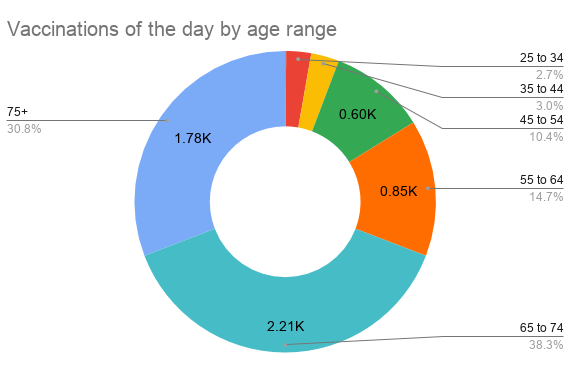 Vaccinations of the day by age range
25 to 34
2.7%
35 to 44
3.0%
45 to 54
10.4%
75+
30.8%
0.60K
1.78K
0.85K
55 to 64
14.7%
2.21K
65 to 74
38.3%